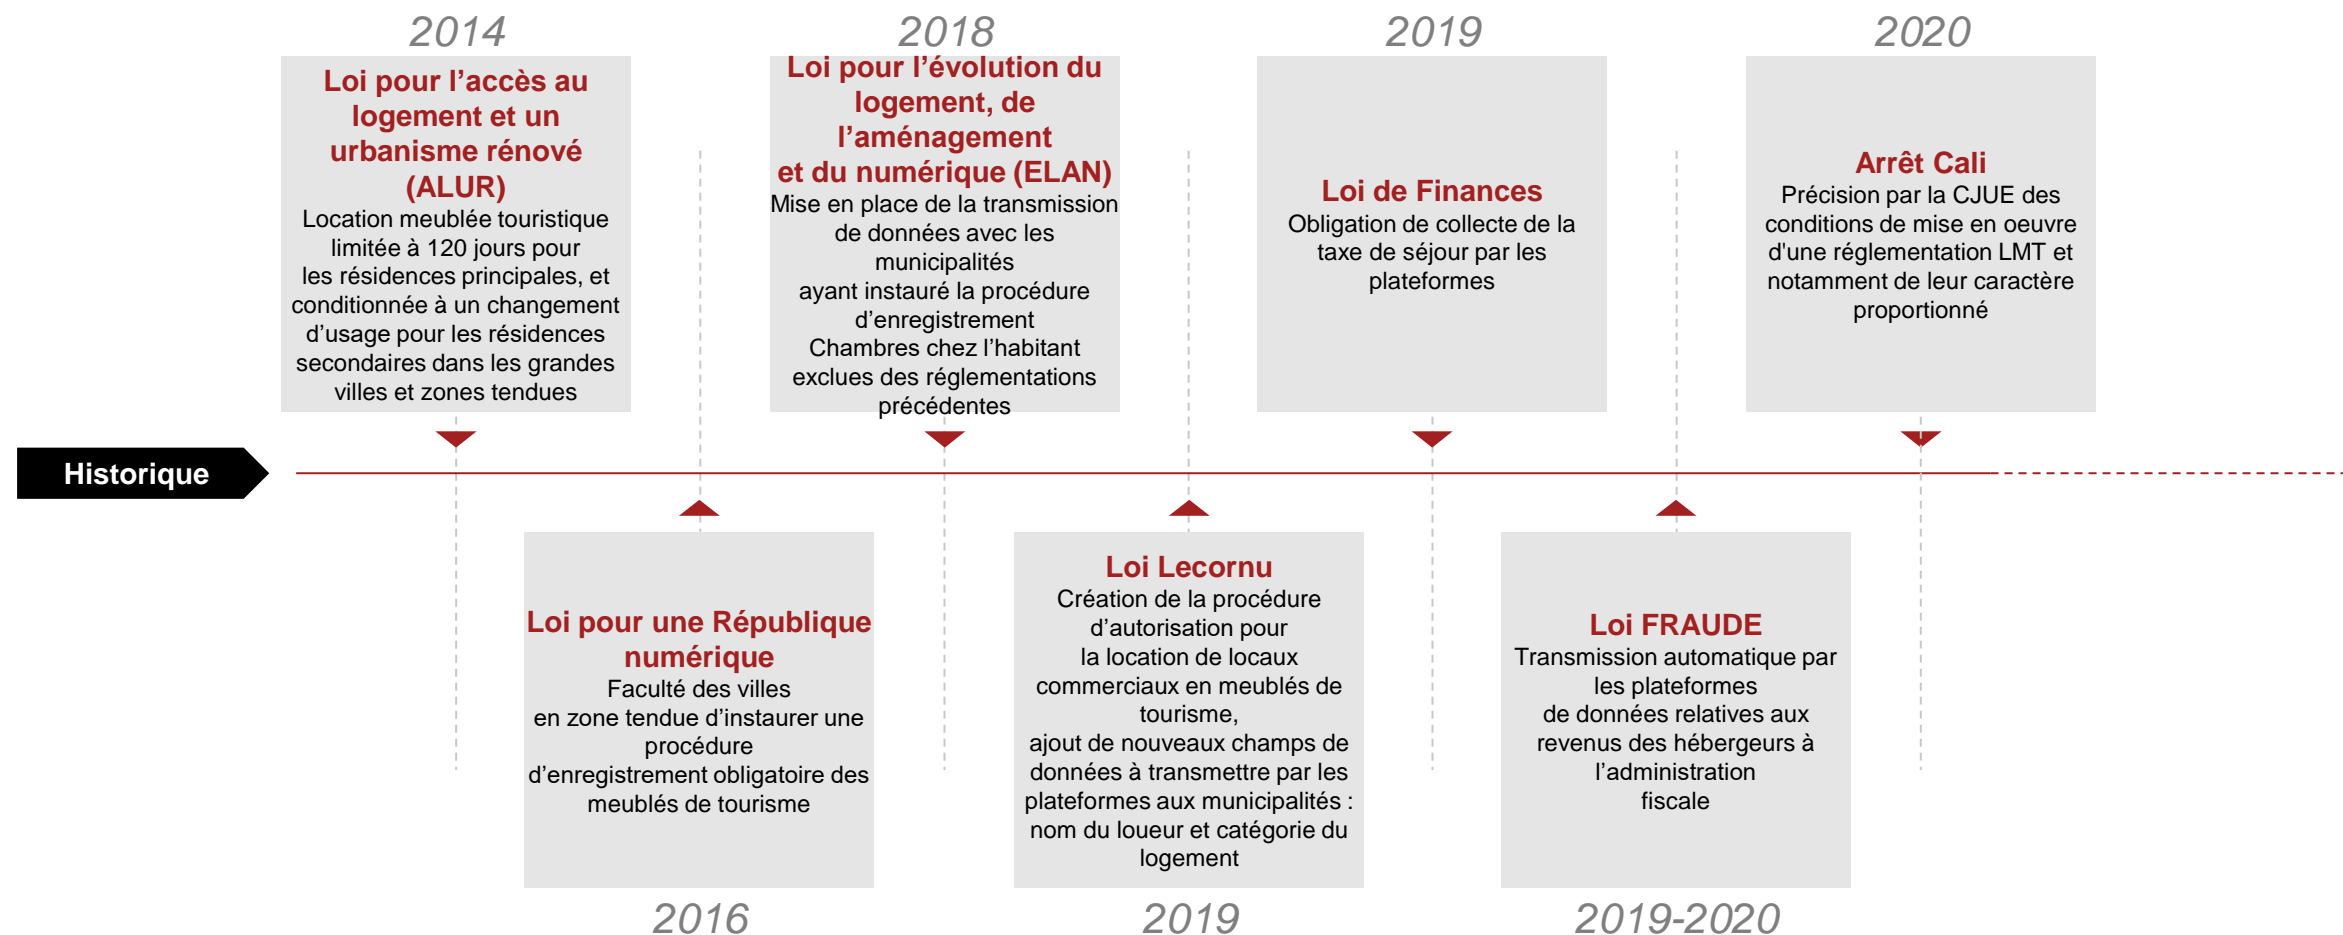 2014
Loi pour l’accès au
logement et un
urbanisme rénové
(ALUR)
Location meublée touristique
limitée à 120 jours pour
les résidences principales, et
conditionnée à un changement
d’usage pour les résidences
secondaires dans les grandes
villes et zones tendues
2018
Loi pour l’évolution du
logement, de
l’aménagement
et du numérique (ELAN)
Mise en place de la transmission
de données avec les
municipalités
ayant instauré la procédure
d’enregistrement
Chambres chez l’habitant
exclues des réglementations
précédentes
2019
Loi de Finances
Obligation de collecte de la
taxe de séjour par les
plateformes
2020
Arrêt Cali
Précision par la CJUE des
conditions de mise en oeuvre
d'une réglementation LMT et
notamment de leur caractère
proportionné
Historique
Loi pour une République
numérique
Faculté des villes
en zone tendue d’instaurer une
procédure
d’enregistrement obligatoire des
meublés de tourisme
2016
Loi Lecornu
Création de la procédure
d’autorisation pour
la location de locaux
commerciaux en meublés de
tourisme,
ajout de nouveaux champs de
données à transmettre par les
plateformes aux municipalités :
nom du loueur et catégorie du
logement
2019
Loi FRAUDE
Transmission automatique par
les plateformes
de données relatives aux
revenus des hébergeurs à
l’administration
fiscale
2019-2020